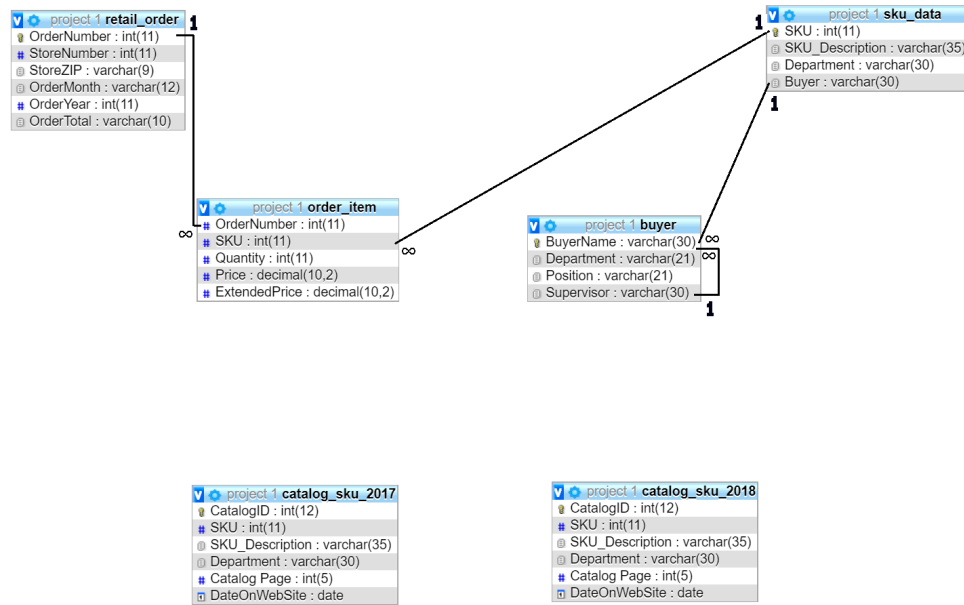 project 1 retail_order
OrderNumber : int(11)
StoreNumber : int(11)
StoreZIP : varchar(9)
OrderMonth : varchar(12)
OrderYear : int(11)
OrderTotal : varchar(10)
1
project 1 sku_data
SKU : int(11)
SKU_Description : varchar(35)
Department : varchar(30)
Buyer : varchar(30)
1
1
project 1 order_item
OrderNumber : int(11)
SKU : int(11)
Quantity : int(11)
Price : decimal(10,2)
ExtendedPrice : decimal(10,2)
∞
∞
project 1 buyer
BuyerName : varchar(30)
Department : varchar(21)
Position : varchar(21)
Supervisor : varchar(30)
∞
∞
1
project 1 catalog_sku_2017
CatalogID : int(12)
SKU : int(11)
SKU_Description : varchar(35)
Department : varchar(30)
Catalog Page : int(5)
DateOnWebSite : date
project 1 catalog_sku_2018
CatalogID : int(12)
SKU : int(11)
SKU_Description : varchar(35)
Department : varchar(30)
Catalog Page : int(5)
DateOnWebSite : date